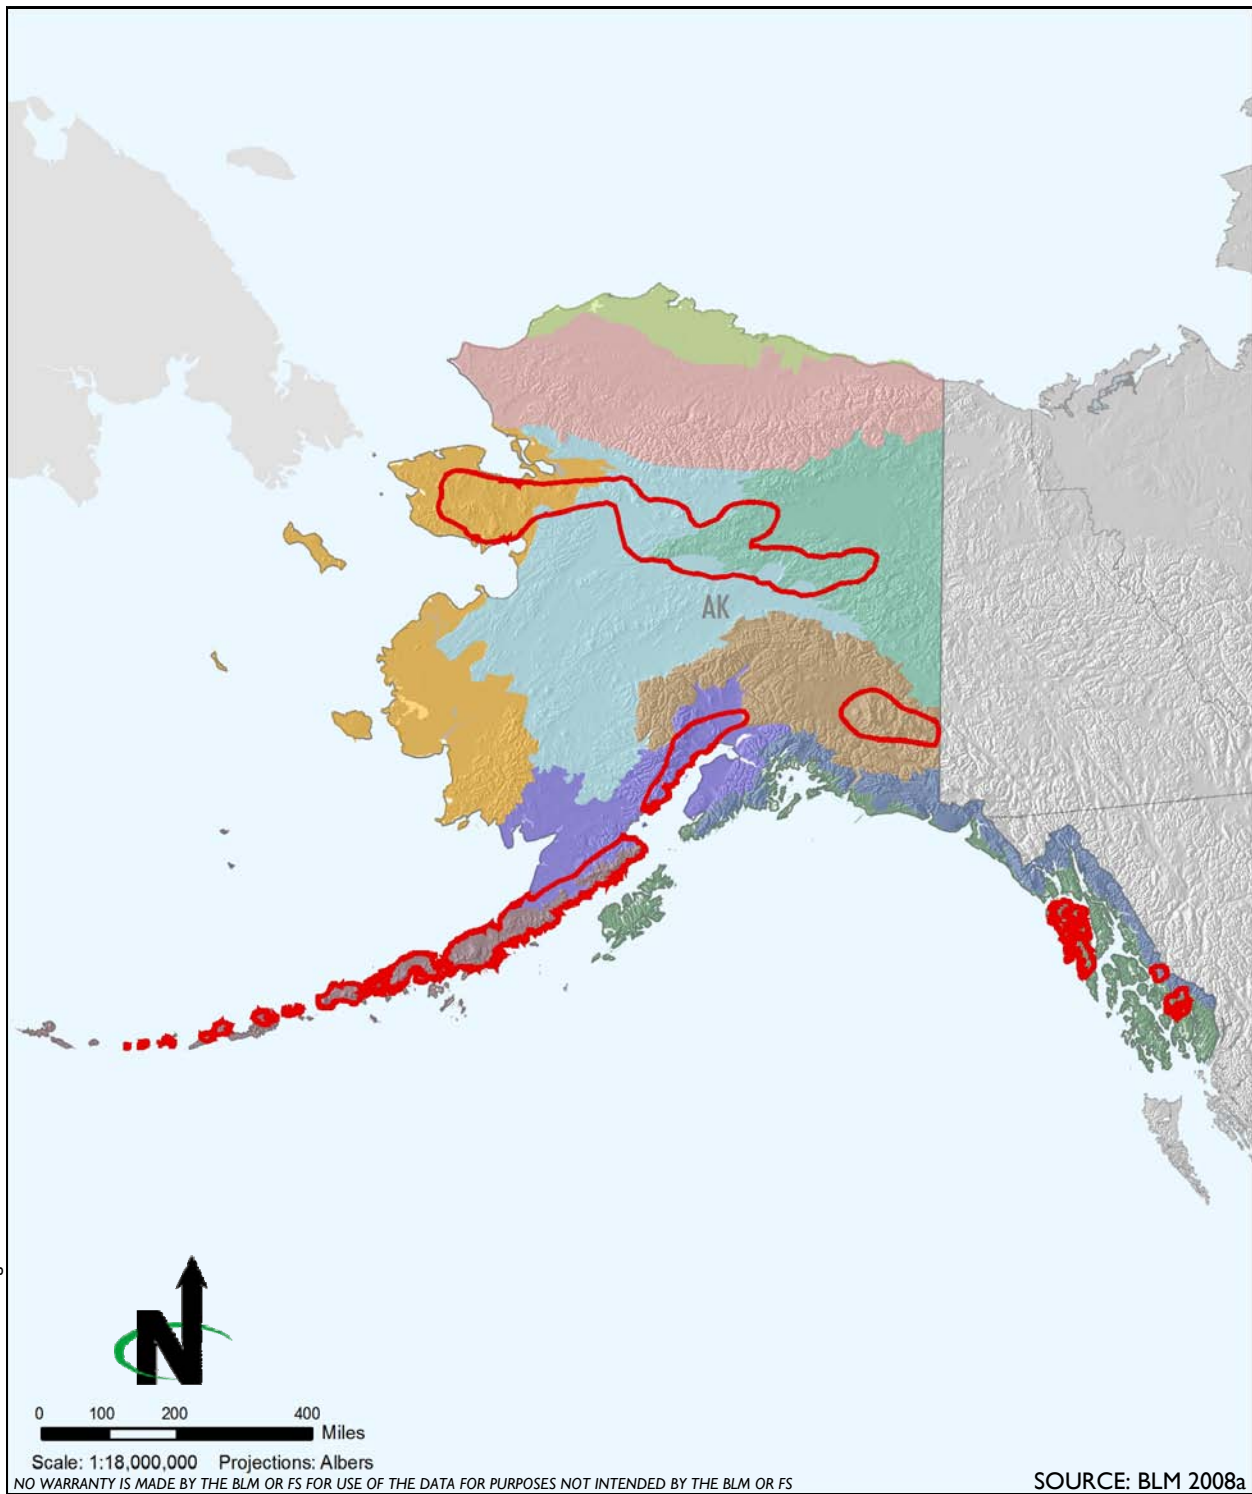 AK
N
0 100 200 400
Miles
Scale: 1:18,000,000 Projections: Albers
NO WARRANTY IS MADE BY THE BLM OR FS FOR USE OF THE DATA FOR PURPOSES NOT INTENDED BY THE BLM OR FS
SOURCE: BLM 2008a